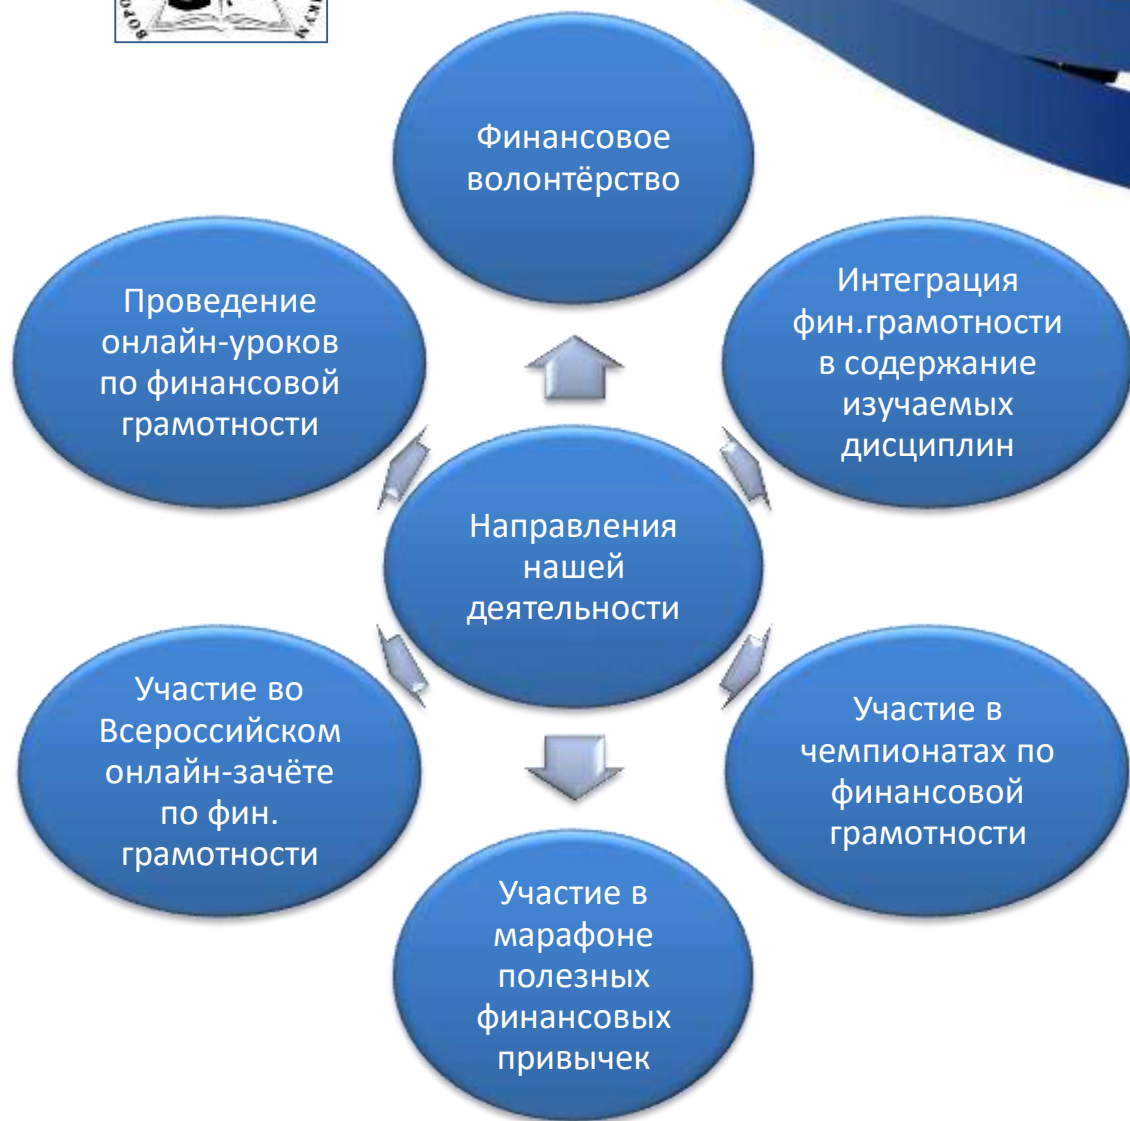 Финансовое
волонтёрство
Интеграция
фин.грамотности
в содержание
изучаемых
дисциплин
Проведение
онлайн-уроков
по финансовой
грамотности
Направления
нашей
деятельности
Участие во
Всероссийском
онлайн-зачёте
по фин.
грамотности
Участие в
чемпионатах по
финансовой
грамотности
Участие в
марафоне
полезных
финансовых
привычек